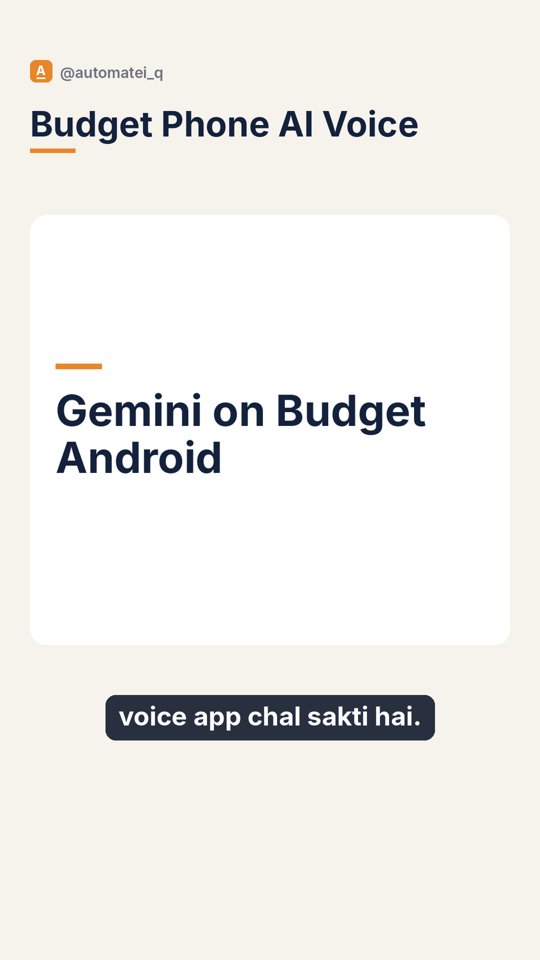 A
@automatei_q
Budget Phone AI Voice
Gemini on Budget
Android
voice app chal sakti hai.